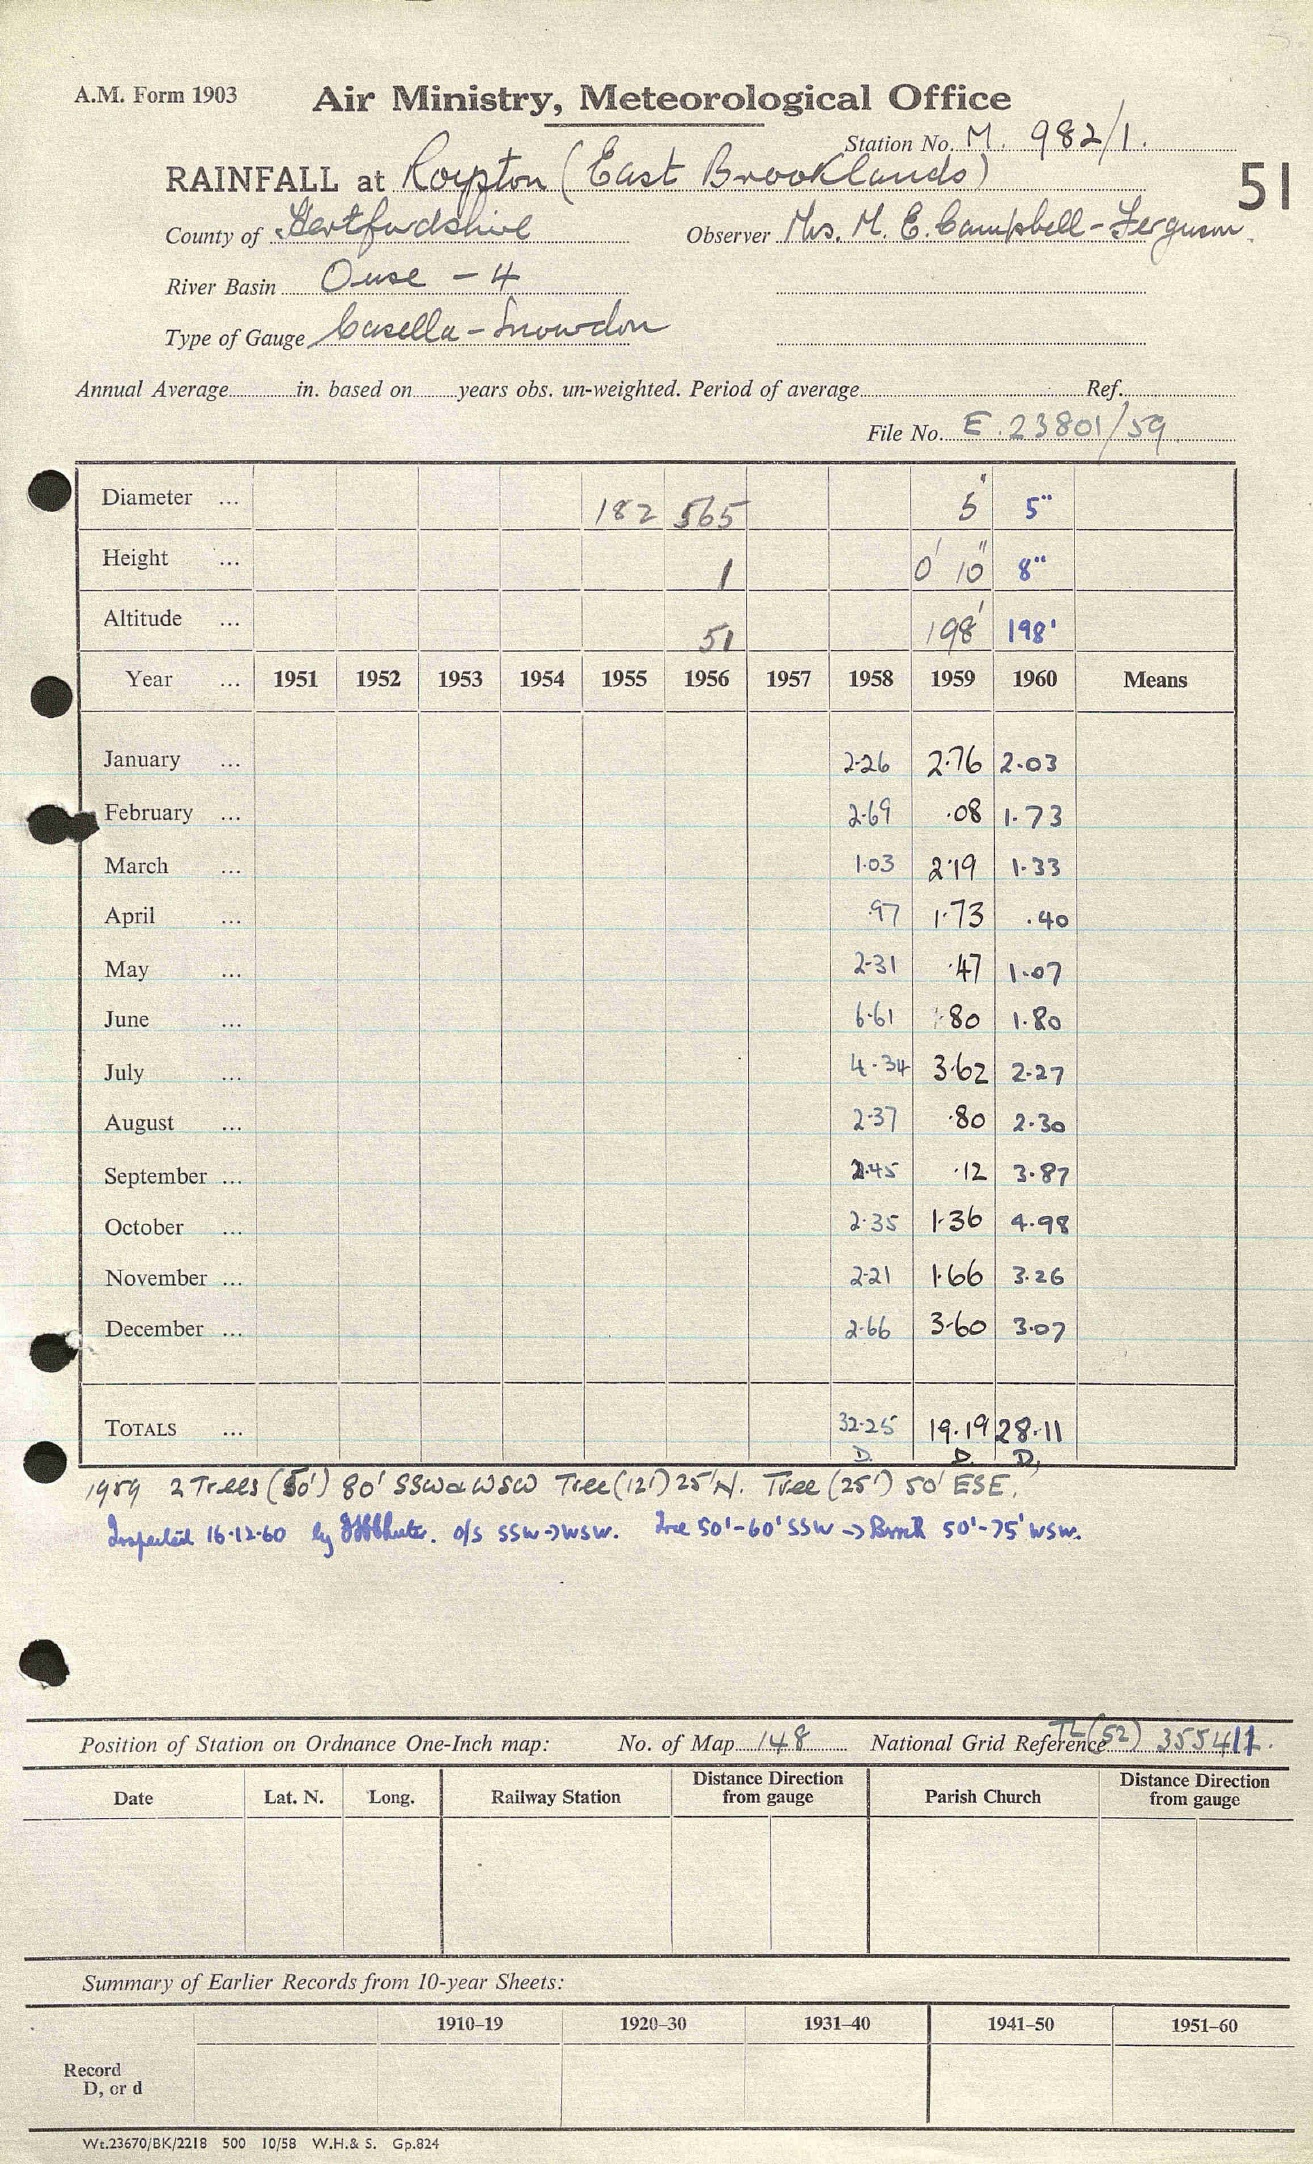 A.M. Form 1903
Air Ministry, Meteorological Office
Station No. M. 982/1.
RAINFALL at Royston (East Brooklands)
51
County of Hertfordshire Observer Mrs. M. E. Campbell-Ferguson
River Basin Ouse - 4
Type of Gauge Casella-Snowdon
Annual Average in. based on years obs. un-weighted. Period of average Ref.
File No. E.23801/59
Diameter ... 182 565 5" 5"
Height ... 1 0' 10" 8"
Altitude ... 51 198' 198'
Year ... 1951 1952 1953 1954 1955 1956 1957 1958 1959 1960 Means
January ... 2.26 2.76 2.03
February ... 2.69 .08 1.73
March ... 1.03 2.19 1.33
April ... .97 1.73 .40
May ... 2.31 .47 1.07
June ... 6.61 .80 1.80
July ... 4.34 3.62 2.27
August ... 2.37 .80 2.30
September ... 2.45 .12 3.87
October ... 2.35 1.36 4.98
November ... 2.21 1.66 3.26
December ... 2.66 3.60 3.07
TOTALS ... 32.25 19.19 28.11
D. D. D.
1959 2 Trees (50') 80' SSW & WSW Tree (12') 25' N. Tree (25') 50' ESE.
Inspected 16.12.60 by o/s SSW->WSW. 50'-60' SSW -> 50'-75' WSW.
Position of Station on Ordnance One-Inch map: No. of Map 148 National Grid Reference TL(52) 355411.
Date Lat. N. Long. Railway Station Distance Direction from gauge Parish Church Distance Direction from gauge
Summary of Earlier Records from 10-year Sheets:
1910–19 1920–30 1931–40 1941–50 1951–60
Record
D, or d
Wt.23670/BK/2218 500 10/58 W.H.& S. Gp.824